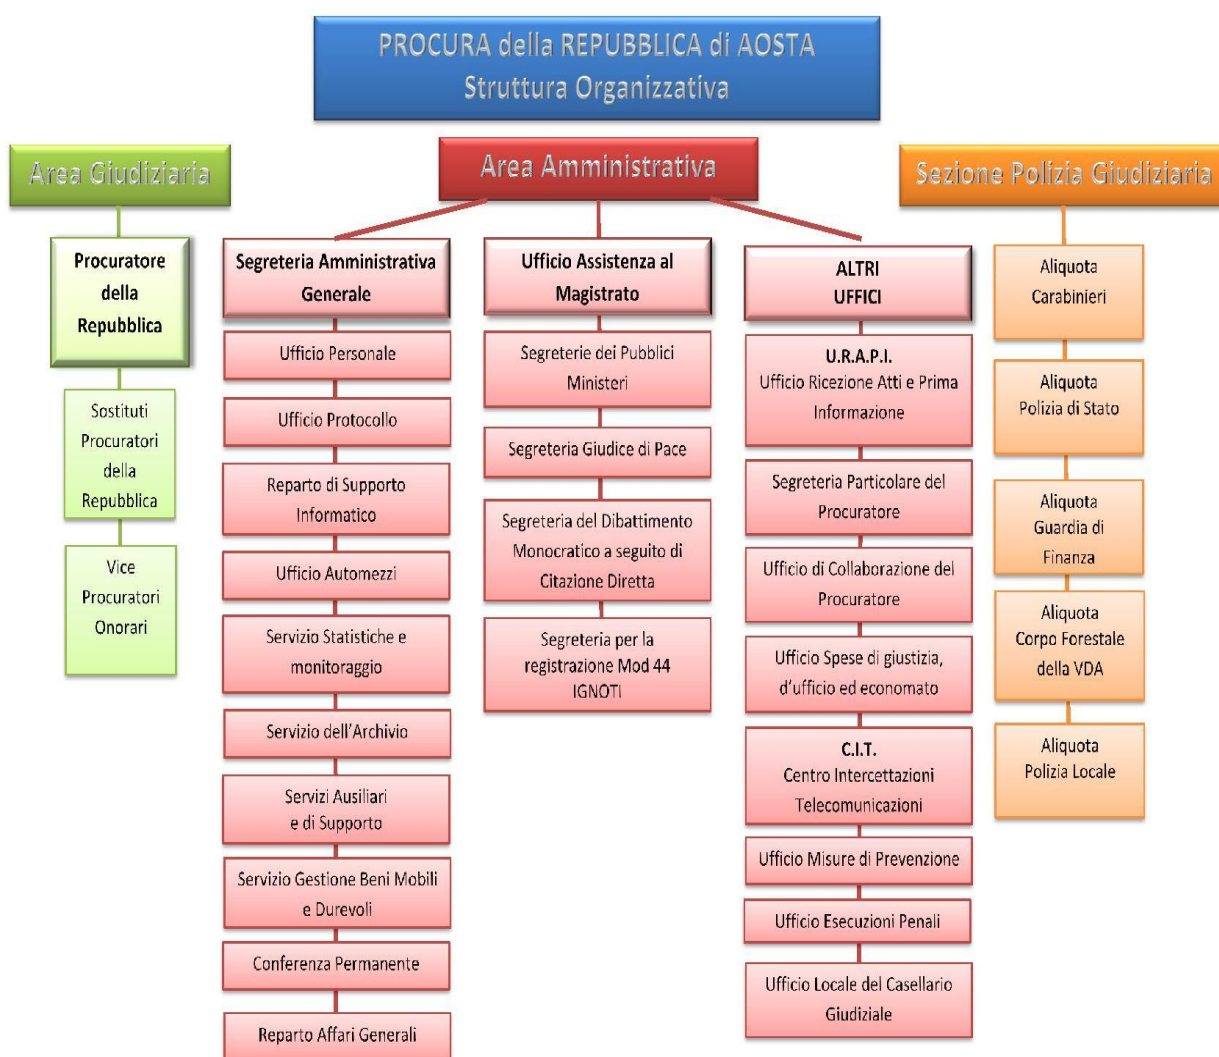 PROCURA della REPUBBLICA di AOSTA
Struttura Organizzativa
Area Giudiziaria
Procuratore
della
Repubblica
Sostituti
Procuratori
della
Repubblica
Vice
Procuratori
Onorari
Area Amministrativa
Segreteria Amministrativa
Generale
Ufficio Personale
Ufficio Protocollo
Reparto di Supporto
Informatico
Ufficio Automezzi
Servizio Statistiche e
monitoraggio
Servizio dell'Archivio
Servizi Ausiliari
e di Supporto
Servizio Gestione Beni Mobili
e Durevoli
Conferenza Permanente
Reparto Affari Generali
Ufficio Assistenza al
Magistrato
Segreterie dei Pubblici
Ministeri
Segreteria Giudice di Pace
Segreteria del Dibattimento
Monocratico a seguito di
Citazione Diretta
Segreteria per la
registrazione Mod 44
IGNOTI
ALTRI
UFFICI
U.R.A.P.I.
Ufficio Ricezione Atti e Prima
Informazione
Segreteria Particolare del
Procuratore
Ufficio di Collaborazione del
Procuratore
Ufficio Spese di giustizia,
d'ufficio ed economato
C.I.T.
Centro Intercettazioni
Telecomunicazioni
Ufficio Misure di Prevenzione
Ufficio Esecuzioni Penali
Ufficio Locale del Casellario
Giudiziale
Sezione Polizia Giudiziaria
Aliquota
Carabinieri
Aliquota
Polizia di Stato
Aliquota
Guardia di
Finanza
Aliquota
Corpo Forestale
della VDA
Aliquota
Polizia Locale